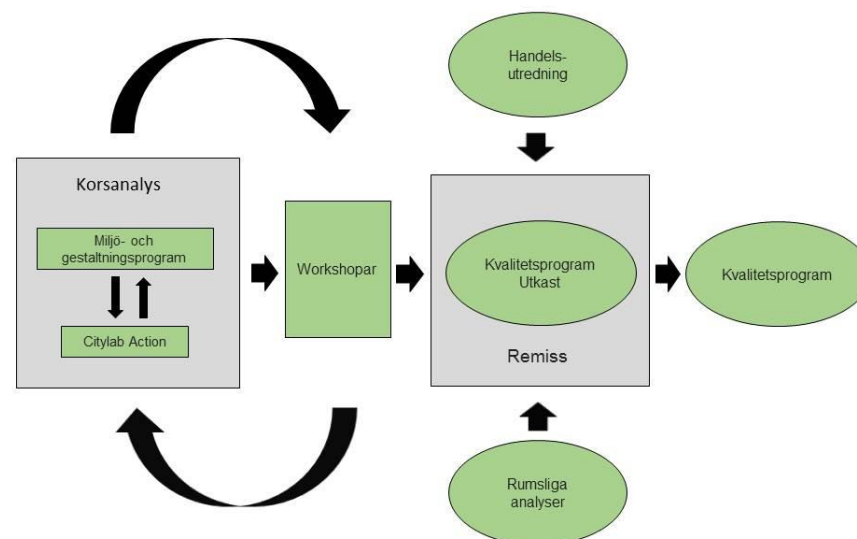 Handels-
utredning
Korsanalys
Miljö- och
gestaltningsprogram
Citylab Action
Workshopar
Kvalitetsprogram
Utkast
Remiss
Kvalitetsprogram
Rumsliga
analyser